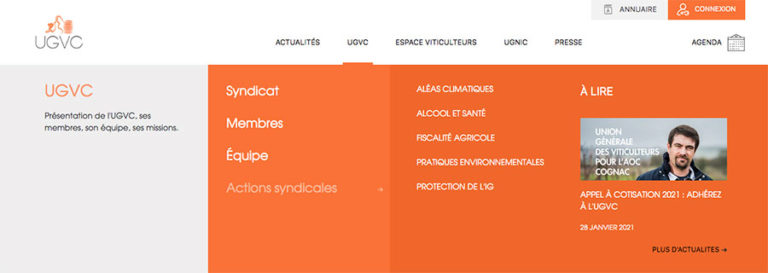 ANNUAIRE
CONNEXION
UGVC
ACTUALITÉS
UGVC
ESPACE VITICULTEURS
UGNIC
PRESSE
AGENDA
UGVC
Présentation de l'UGVC, ses
membres, son équipe, ses missions.
Syndicat
Membres
Équipe
Actions syndicales →
ALÉAS CLIMATIQUES
ALCOOL ET SANTÉ
FISCALITÉ AGRICOLE
PRATIQUES ENVIRONNEMENTALES
PROTECTION DE L'IG
À LIRE
UNION
GÉNÉRALE
DES VITICULTEURS
POUR L'AOC
COGNAC
APPEL À COTISATION 2021 : ADHÉREZ
À L'UGVC
28 JANVIER 2021
PLUS D'ACTUALITES →